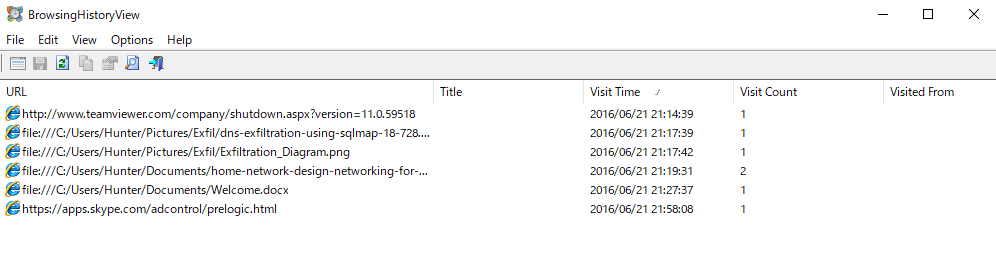 BrowsingHistoryView
File Edit View Options Help
URL Title Visit Time Visit Count Visited From
http://www.teamviewer.com/company/shutdown.aspx?version=11.0.59518 2016/06/21 21:14:39 1
file:///C:/Users/Hunter/Pictures/Exfil/dns-exfiltration-using-sqlmap-18-728.... 2016/06/21 21:17:39 1
file:///C:/Users/Hunter/Pictures/Exfil/Exfiltration_Diagram.png 2016/06/21 21:17:42 1
file:///C:/Users/Hunter/Documents/home-network-design-networking-for-... 2016/06/21 21:19:31 2
file:///C:/Users/Hunter/Documents/Welcome.docx 2016/06/21 21:27:37 1
https://apps.skype.com/adcontrol/prelogic.html 2016/06/21 21:58:08 1